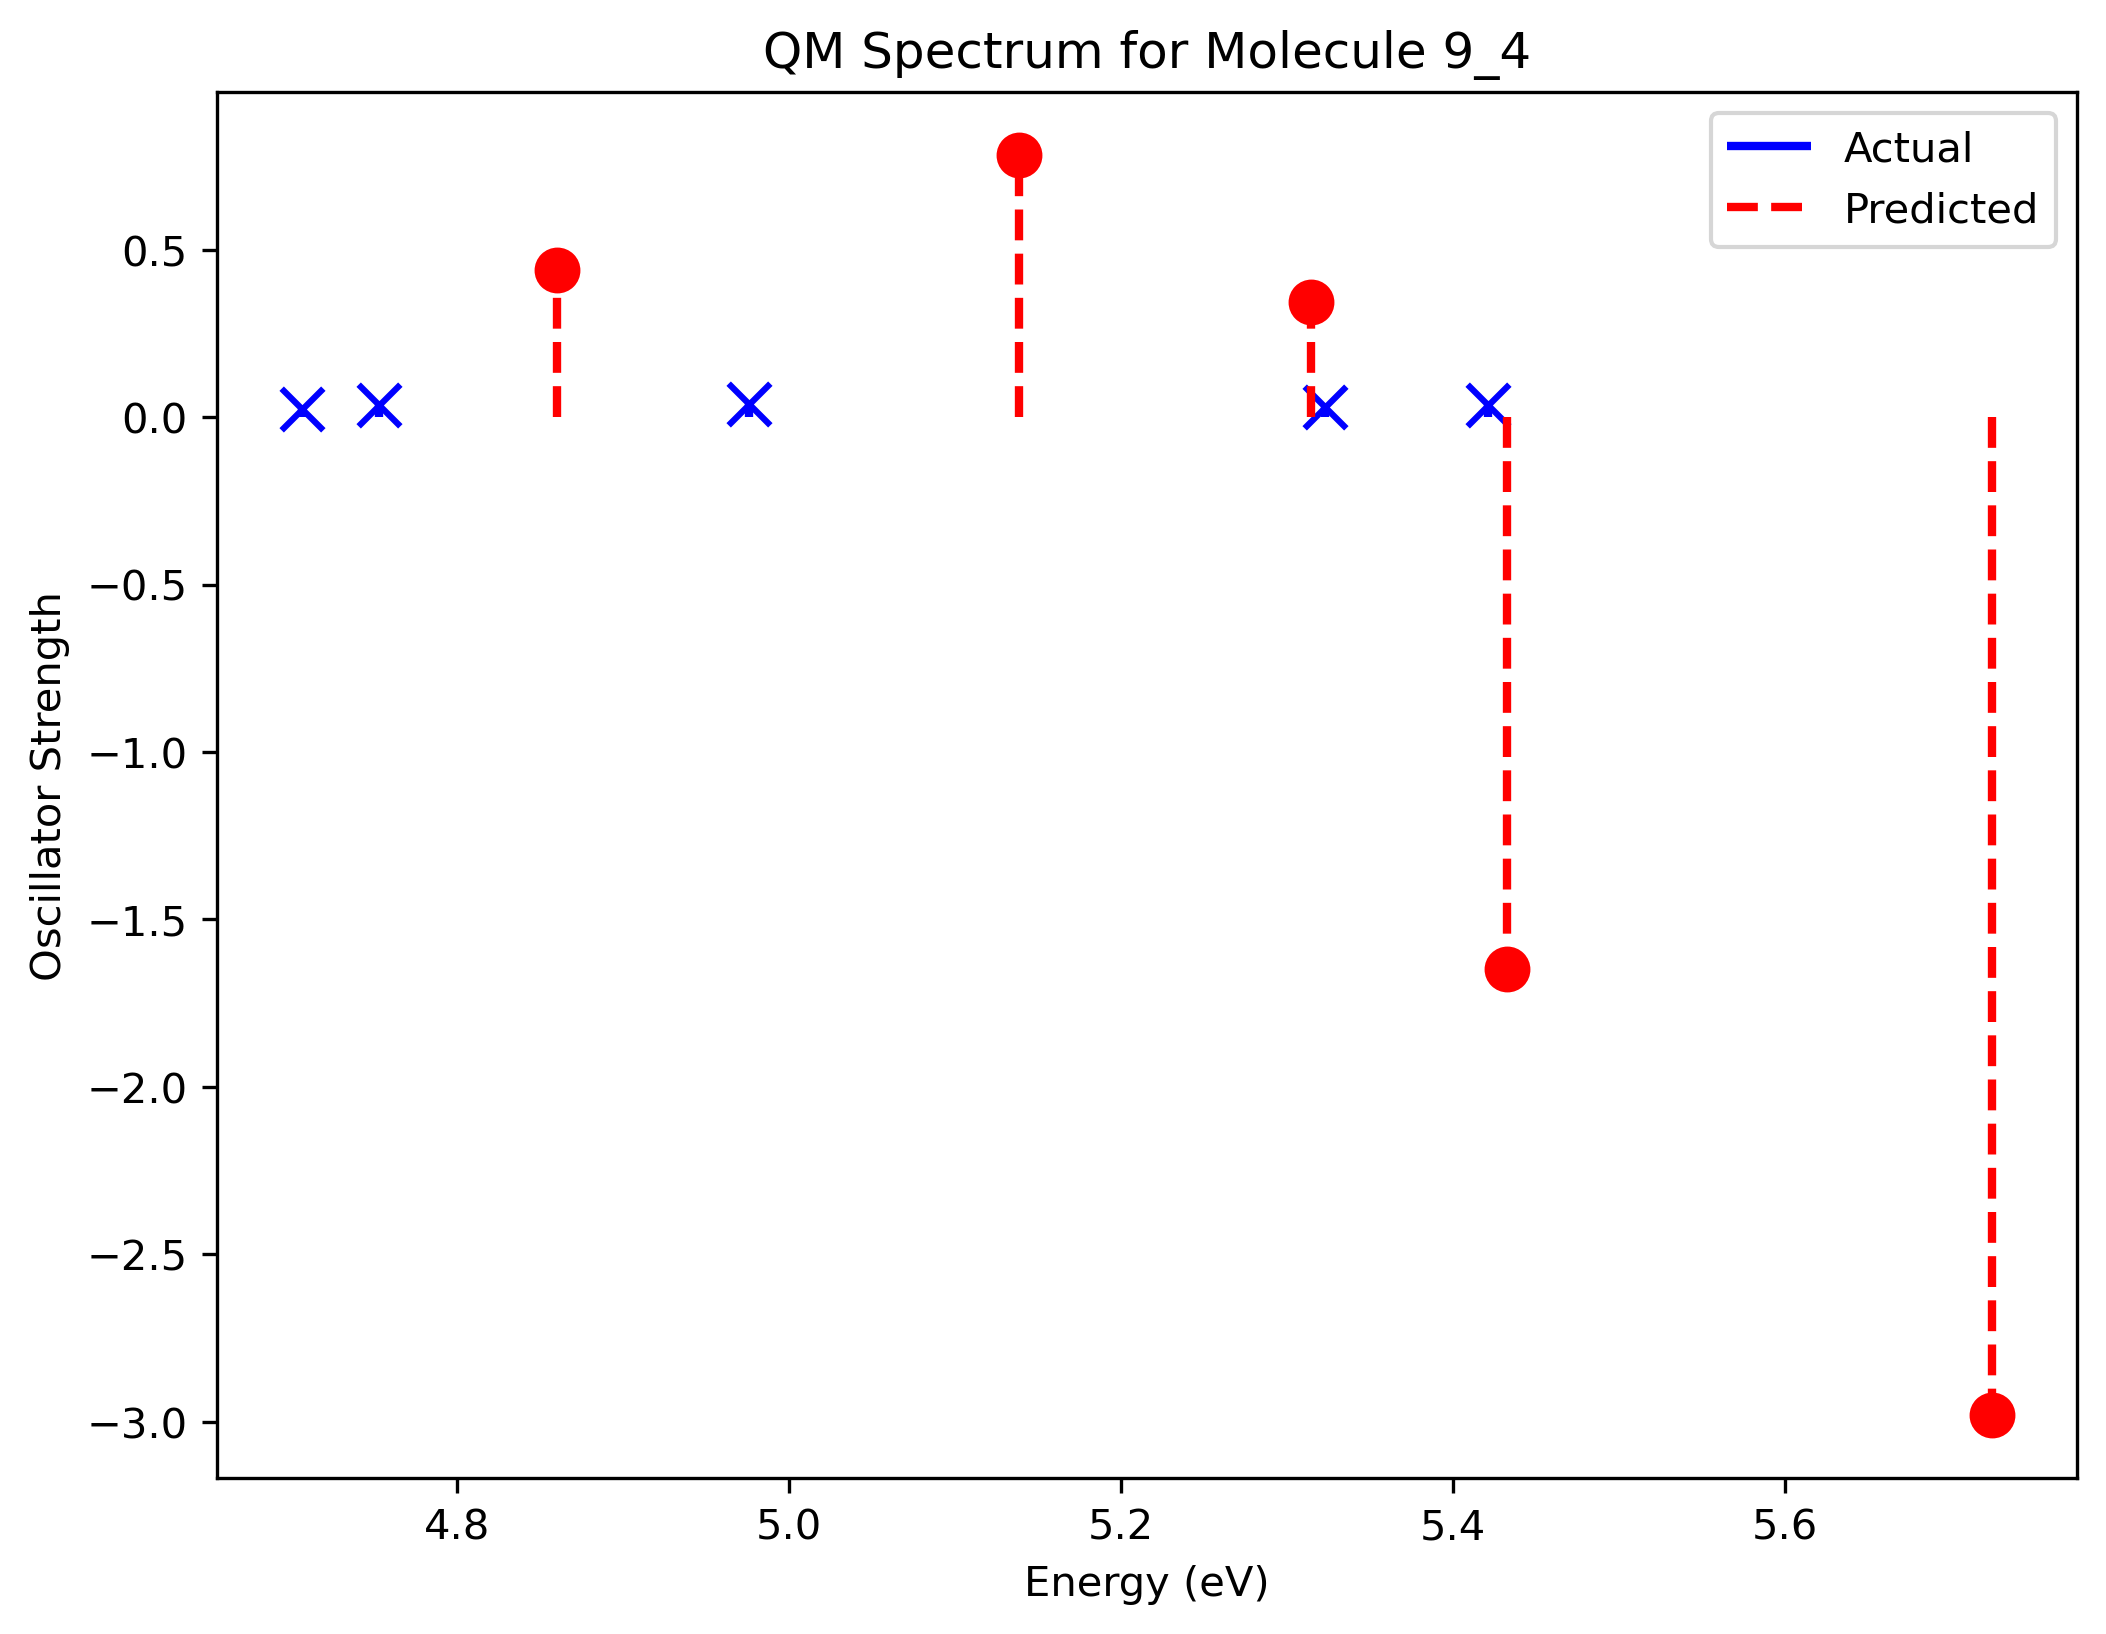 QM Spectrum for Molecule 9_4
Actual
Predicted
Oscillator Strength
0.5
0.0
−0.5
−1.0
−1.5
−2.0
−2.5
−3.0
4.8 5.0 5.2 5.4 5.6
Energy (eV)